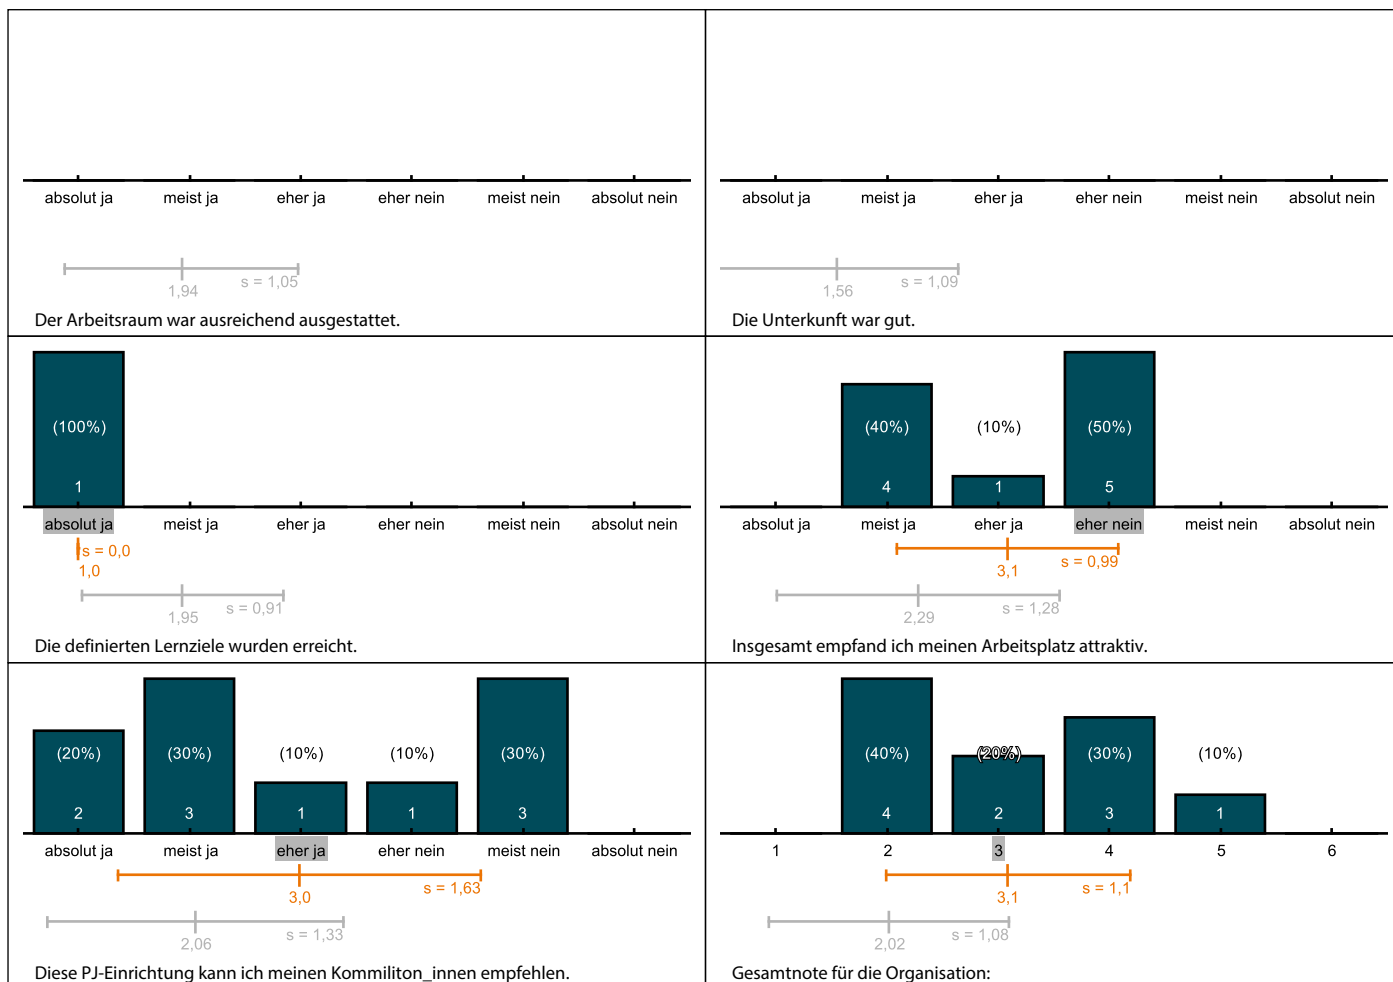 absolut ja meist ja eher ja eher nein meist nein absolut nein
s = 1,05
1,94
Der Arbeitsraum war ausreichend ausgestattet.
absolut ja meist ja eher ja eher nein meist nein absolut nein
s = 1,09
1,56
Die Unterkunft war gut.
(100%)
1
absolut ja meist ja eher ja eher nein meist nein absolut nein
s = 0,0
1,0
s = 0,91
1,95
Die definierten Lernziele wurden erreicht.
(40%) (10%) (50%)
4 1 5
absolut ja meist ja eher ja eher nein meist nein absolut nein
s = 0,99
3,1
s = 1,28
2,29
Insgesamt empfand ich meinen Arbeitsplatz attraktiv.
(20%) (30%) (10%) (10%) (30%)
2 3 1 1 3
absolut ja meist ja eher ja eher nein meist nein absolut nein
s = 1,63
3,0
s = 1,33
2,06
Diese PJ-Einrichtung kann ich meinen Kommiliton_innen empfehlen.
(40%) (20%) (30%) (10%)
4 2 3 1
1 2 3 4 5 6
s = 1,1
3,1
s = 1,08
2,02
Gesamtnote für die Organisation: